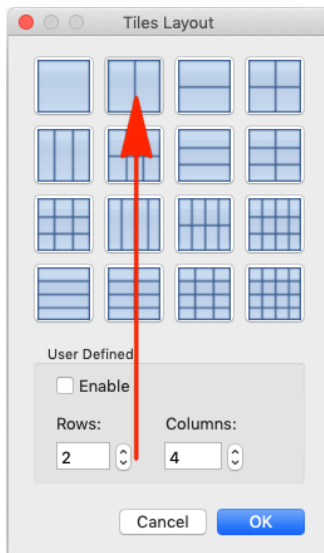 Tiles Layout
User Defined
Enable
Rows: Columns:
2 4
Cancel OK